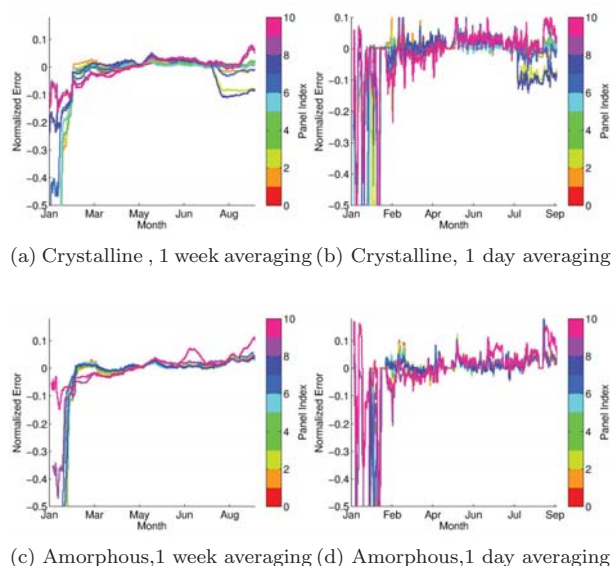 0.1
0
-0.1
-0.2
-0.3
-0.4
-0.5
Normalized Error
Jan Mar May Jun Aug
Month
10
8
6
4
2
0
Panel Index
0.1
0
-0.1
-0.2
-0.3
-0.4
-0.5
Normalized Error
Jan Feb Apr May Jul Sep
Month
10
8
6
4
2
0
Panel Index
(a) Crystalline , 1 week averaging (b) Crystalline, 1 day averaging
0.1
0
-0.1
-0.2
-0.3
-0.4
-0.5
Normalized Error
Jan Mar May Jun Aug
Month
10
8
6
4
2
0
Panel Index
0.1
0
-0.1
-0.2
-0.3
-0.4
-0.5
Normalized Error
Jan Feb Apr May Jul Sep
Month
10
8
6
4
2
0
Panel Index
(c) Amorphous,1 week averaging (d) Amorphous,1 day averaging